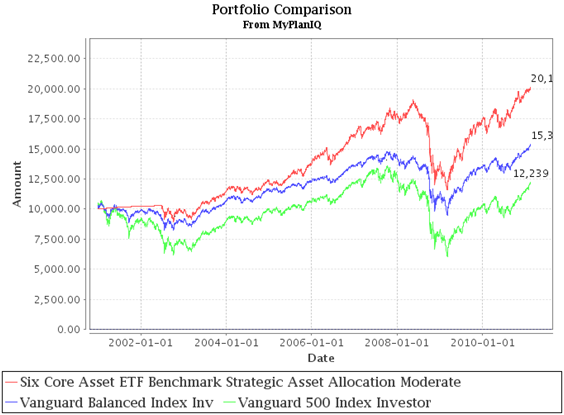 Portfolio Comparison
From MyPlanIQ
22,500.00
20,000.00
17,500.00
15,000.00
12,500.00
10,000.00
7,500.00
5,000.00
2,500.00
0.00
Amount
20,1
15,3
12,239
2002-01-01 2004-01-01 2006-01-01 2008-01-01 2010-01-01
Date
Six Core Asset ETF Benchmark Strategic Asset Allocation Moderate
Vanguard Balanced Index Inv Vanguard 500 Index Investor